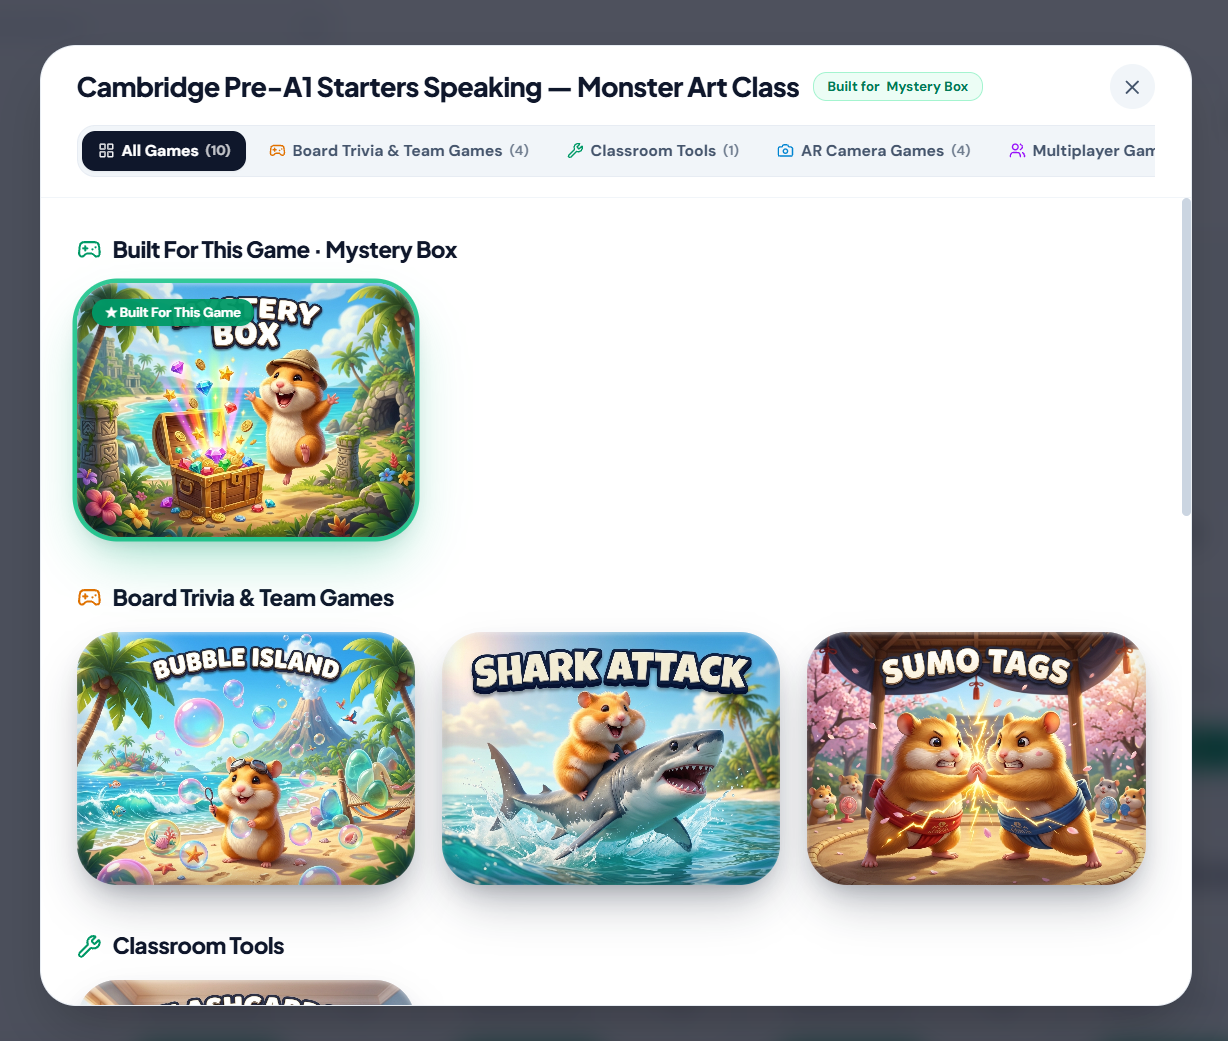 Cambridge Pre-A1 Starters Speaking — Monster Art Class
Built for Mystery Box
All Games (10)
Board Trivia & Team Games (4)
Classroom Tools (1)
AR Camera Games (4)
Multiplayer Gam
Built For This Game · Mystery Box
★ Built For This Game
BOX
Board Trivia & Team Games
BUBBLE ISLAND
SHARK ATTACK
SUMO TAGS
Classroom Tools